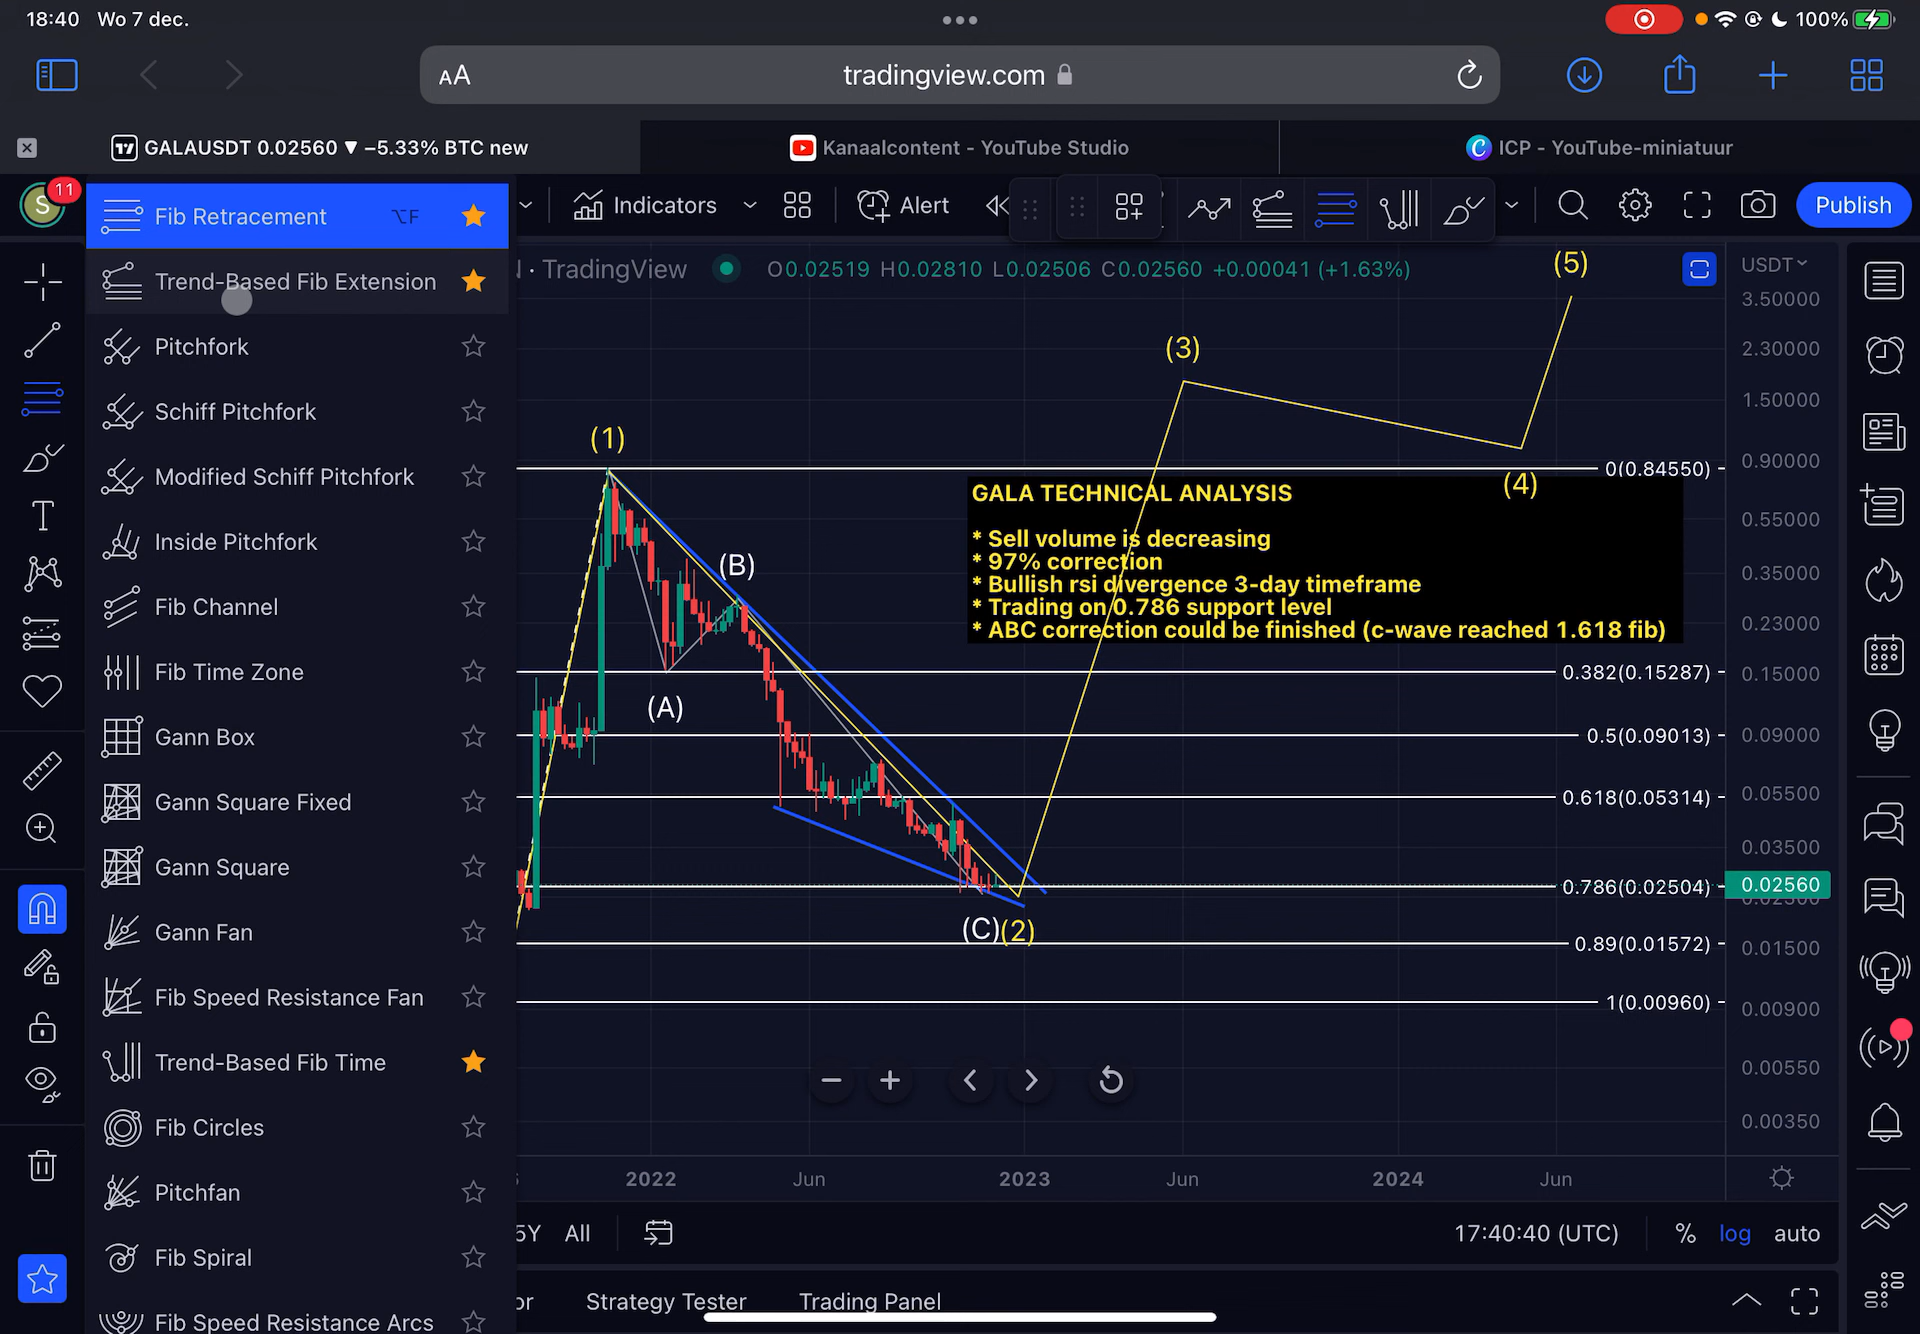 18:40 Wo 7 dec.
100%
AA
tradingview.com
GALAUSDT 0.02560 ▼ −5.33% BTC new
Kanaalcontent - YouTube Studio
ICP - YouTube-miniatuur
S
11
Fib Retracement ⌥F
Indicators
Alert
Publish
Trend-Based Fib Extension
Pitchfork
Schiff Pitchfork
Modified Schiff Pitchfork
Inside Pitchfork
Fib Channel
Fib Time Zone
Gann Box
Gann Square Fixed
Gann Square
Gann Fan
Fib Speed Resistance Fan
Trend-Based Fib Time
Fib Circles
Pitchfan
Fib Spiral
Fib Speed Resistance Arcs
· TradingView
O0.02519 H0.02810 L0.02506 C0.02560 +0.00041 (+1.63%)
(5)
(3)
(1)
(4)
(B)
(A)
(C)
(2)
GALA TECHNICAL ANALYSIS
* Sell volume is decreasing
* 97% correction
* Bullish rsi divergence 3-day timeframe
* Trading on 0.786 support level
* ABC correction could be finished (c-wave reached 1.618 fib)
0(0.84550)
0.382(0.15287)
0.5(0.09013)
0.618(0.05314)
0.786(0.02504)
0.89(0.01572)
1(0.00960)
USDT
3.50000
2.30000
1.50000
0.90000
0.55000
0.35000
0.23000
0.15000
0.09000
0.05500
0.03500
0.02560
0.01500
0.00900
0.00550
0.00350
2022
Jun
2023
Jun
2024
Jun
5Y
All
17:40:40 (UTC)
%
log
auto
or
Strategy Tester
Trading Panel